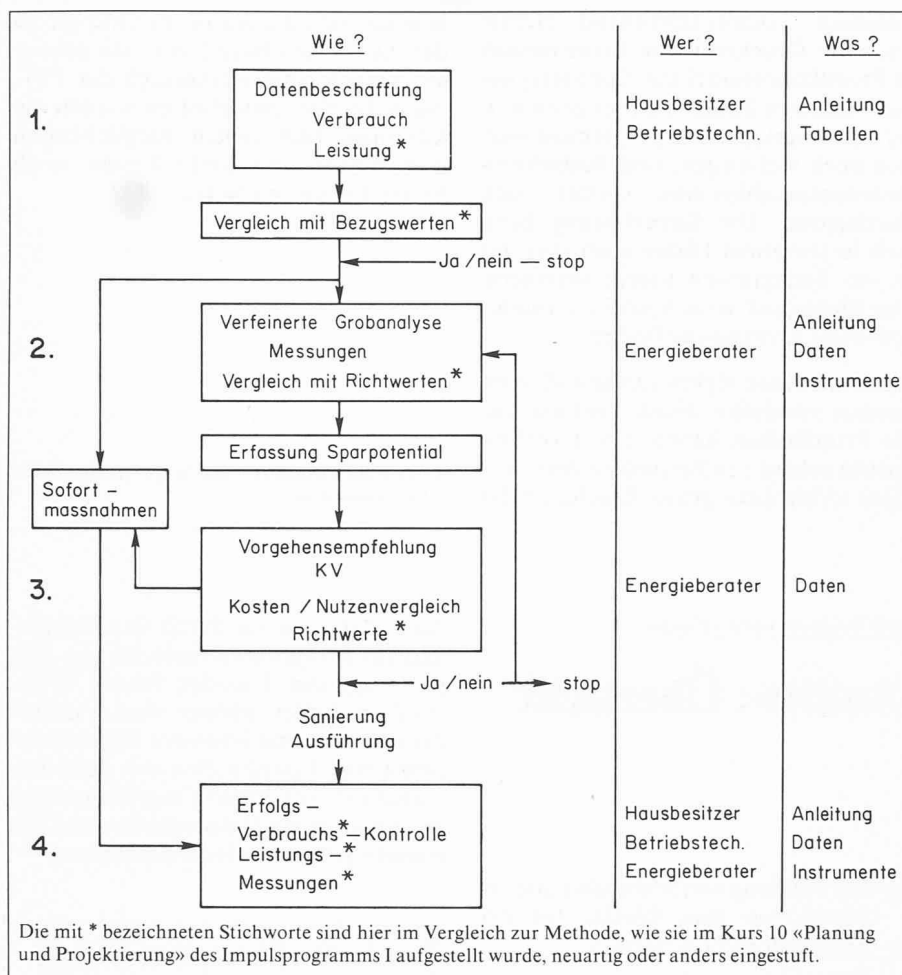 Wie ?
Wer ?
Was ?
1.
Datenbeschaffung
Verbrauch
Leistung*
Hausbesitzer
Betriebstechn.
Anleitung
Tabellen
Vergleich mit Bezugswerten*
Ja/nein – stop
2.
Verfeinerte Grobanalyse
Messungen
Vergleich mit Richtwerten*
Energieberater
Anleitung
Daten
Instrumente
Erfassung Sparpotential
Sofort –
massnahmen
3.
Vorgehensempfehlung
KV
Kosten / Nutzenvergleich
Richtwerte*
Energieberater
Daten
Ja/nein
stop
Sanierung
Ausführung
4.
Erfolgs –
Verbrauchs*–Kontrolle
Leistungs –*
Messungen*
Hausbesitzer
Betriebstech.
Energieberater
Anleitung
Daten
Instrumente
Die mit * bezeichneten Stichworte sind hier im Vergleich zur Methode, wie sie im Kurs 10 «Planung
und Projektierung» des Impulsprogramms I aufgestellt wurde, neuartig oder anders eingestuft.